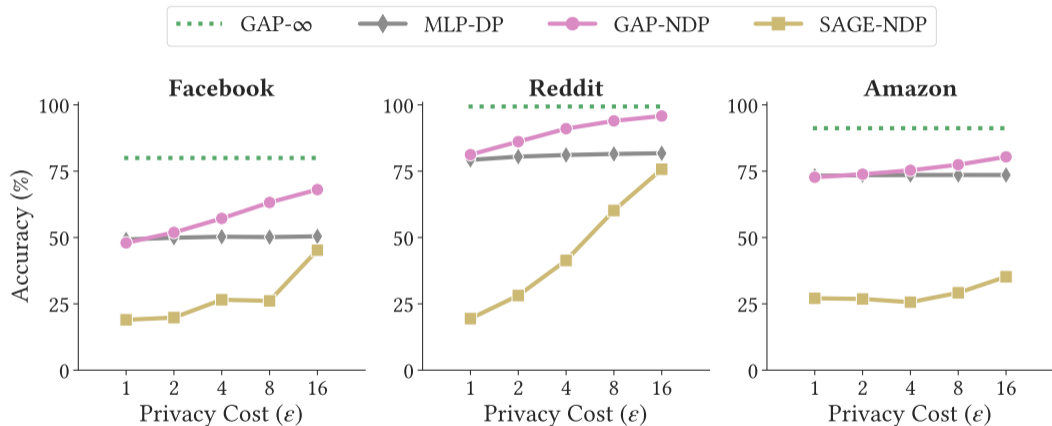 GAP-∞ MLP-DP GAP-NDP SAGE-NDP
Facebook
Accuracy (%)
100
75
50
25
0
1 2 4 8 16
Privacy Cost (ε)
Reddit
100
75
50
25
0
1 2 4 8 16
Privacy Cost (ε)
Amazon
100
75
50
25
0
1 2 4 8 16
Privacy Cost (ε)